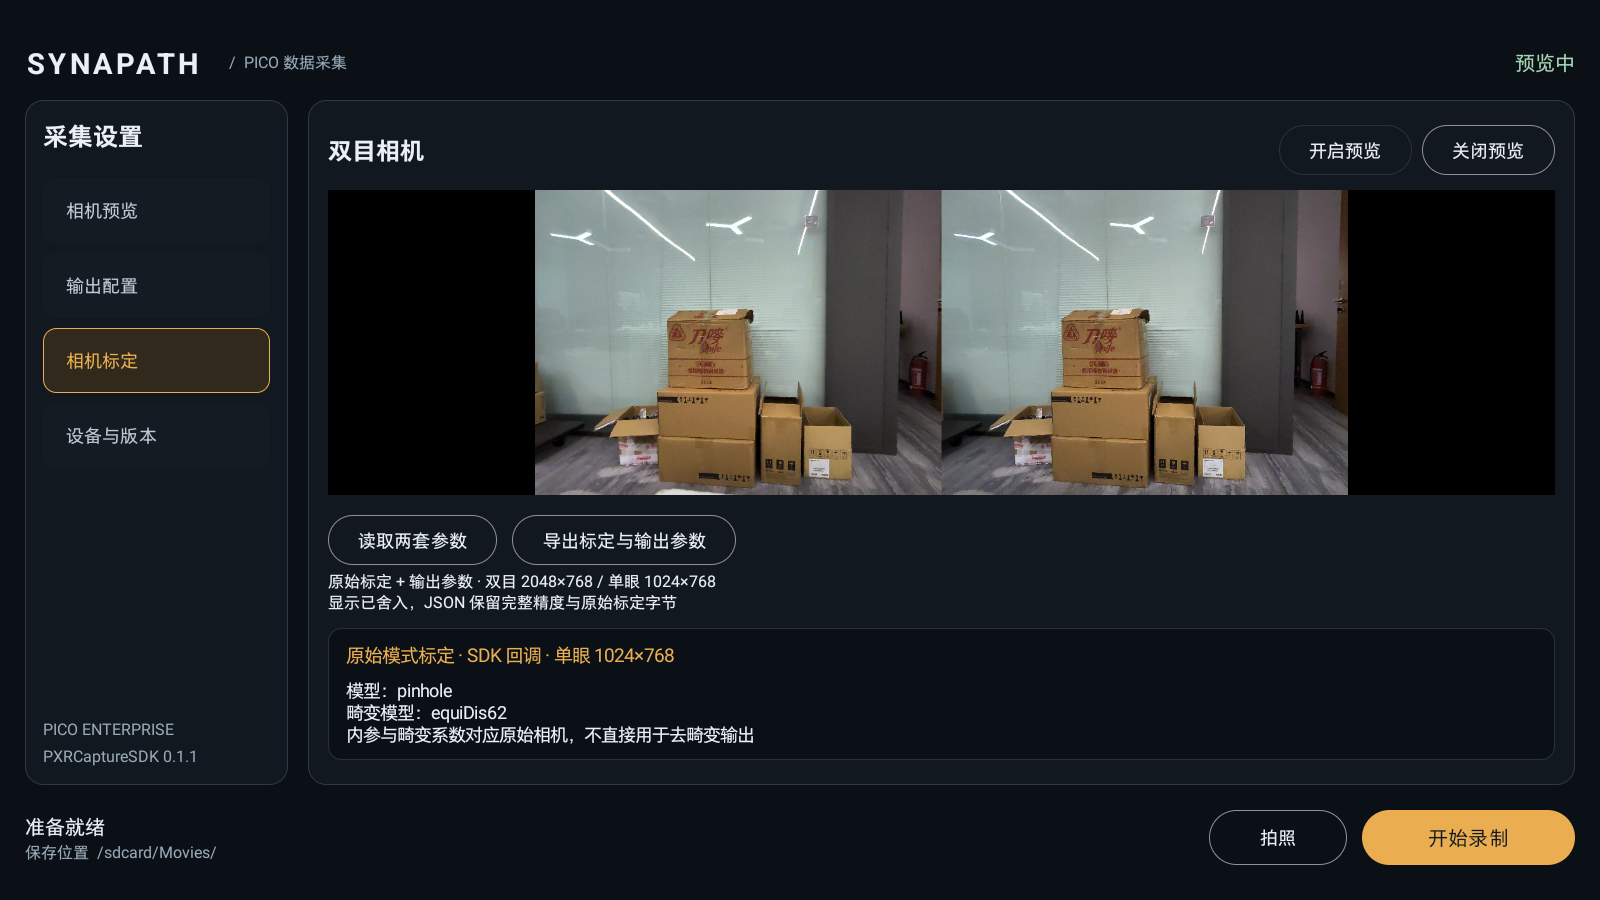 SYNAPATH / PICO 数据采集
预览中
采集设置
相机预览
输出配置
相机标定
设备与版本
PICO ENTERPRISE
PXRCaptureSDK 0.1.1
双目相机
开启预览
关闭预览
读取两套参数
导出标定与输出参数
原始标定 + 输出参数 · 双目 2048×768 / 单眼 1024×768
显示已舍入，JSON 保留完整精度与原始标定字节
原始模式标定 · SDK 回调 · 单眼 1024×768
模型：pinhole
畸变模型：equiDis62
内参与畸变系数对应原始相机，不直接用于去畸变输出
准备就绪
保存位置 /sdcard/Movies/
拍照
开始录制